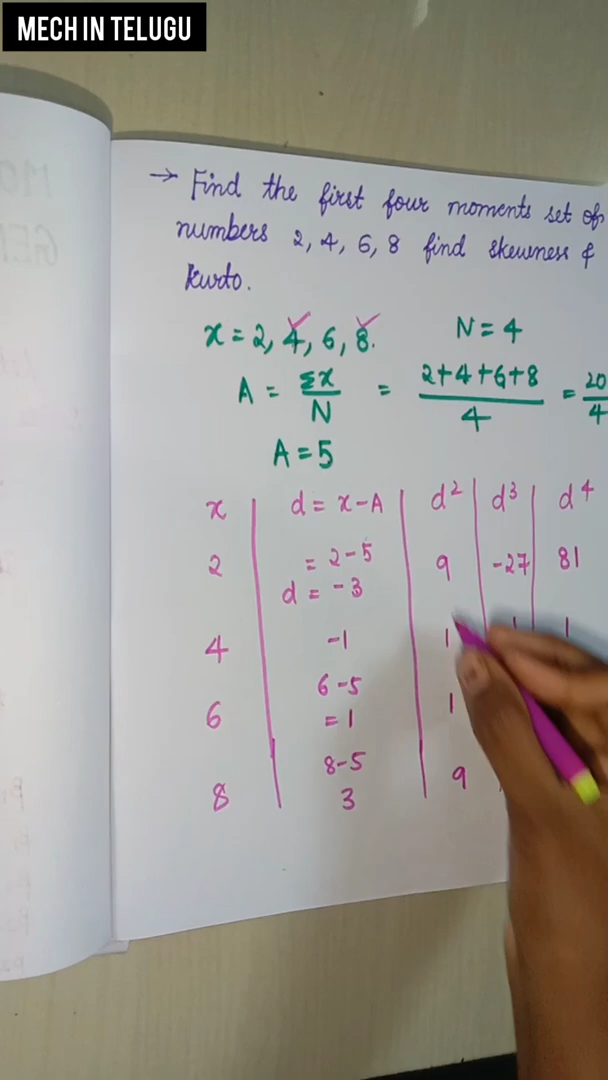 MECH IN TELUGU
→ Find the first four moments set of
numbers 2, 4, 6, 8 find skewness &
kurto.
x = 2, 4, 6, 8. N = 4
A = Σx / N = 2+4+6+8 / 4 = 20 / 4
A = 5
x d = x-A d² d³ d⁴
2 = 2-5 9 -27 81
d = -3
4 -1 1 1
6 6-5 1
= 1
8 8-5 9
3